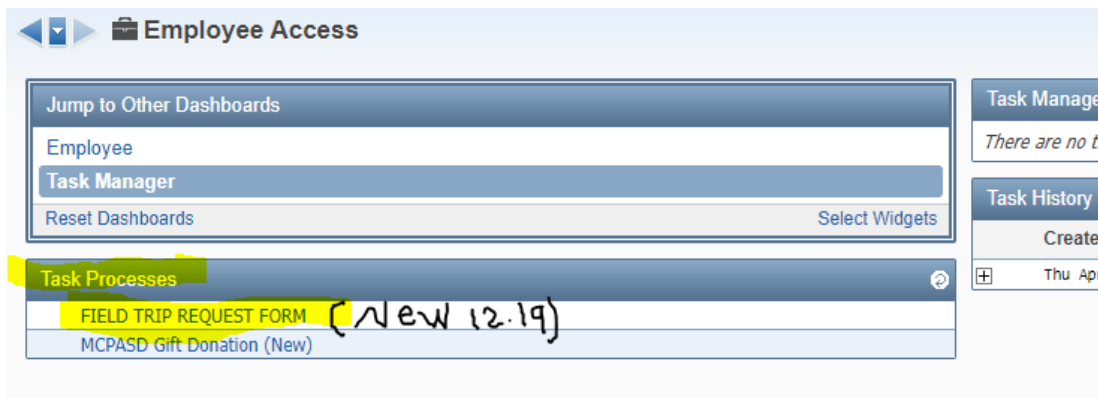 Employee Access
Jump to Other Dashboards
Employee
Task Manager
Reset Dashboards Select Widgets
Task Processes
FIELD TRIP REQUEST FORM (New 12.19)
MCPASD Gift Donation (New)
Task Manage
There are no t
Task History
Create
Thu Ap